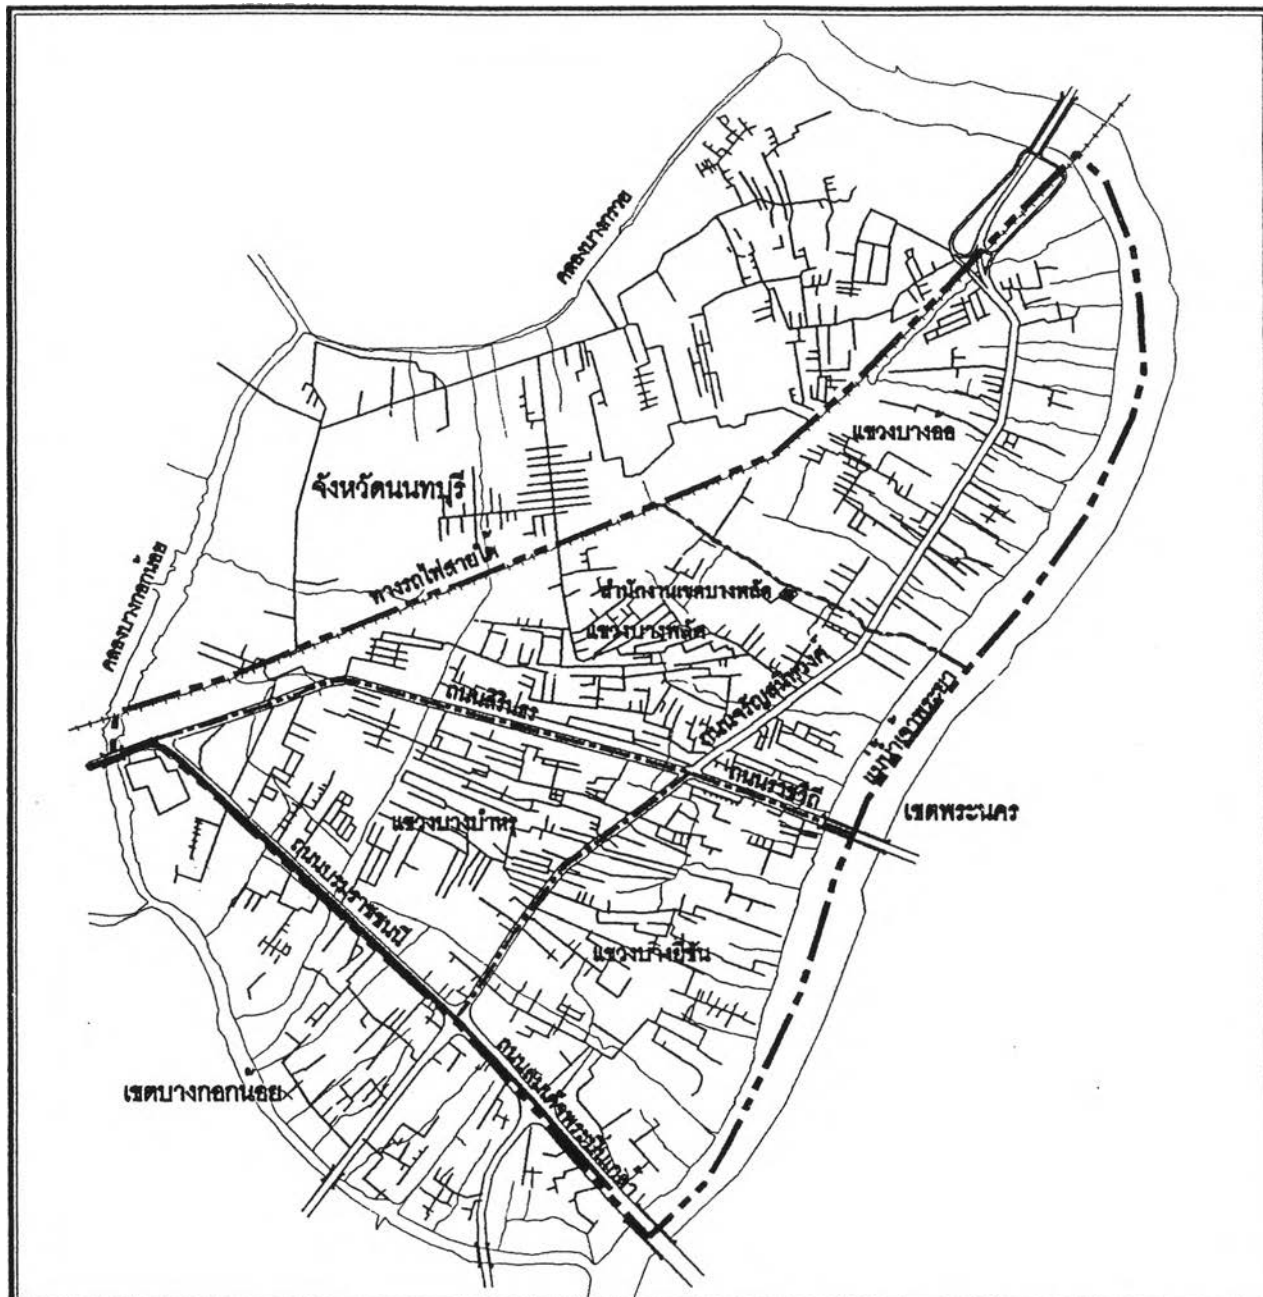 คลองบางกรวย
แขวงบางอ้อ
จังหวัดนนทบุรี
ทางรถไฟสายใต้
คลองบางกอกน้อย
สำนักงานเขตบางพลัด
แขวงบางพลัด
ถนนสิรินธร
ถนนจรัญสนิทวงศ์
แม่น้ำเจ้าพระยา
ถนนราชวิถี
เขตพระนคร
แขวงบางบำหรุ
ถนนบรมราชชนนี
แขวงบางยี่ขัน
ถนนสมเด็จพระปิ่นเกล้า
เขตบางกอกน้อย